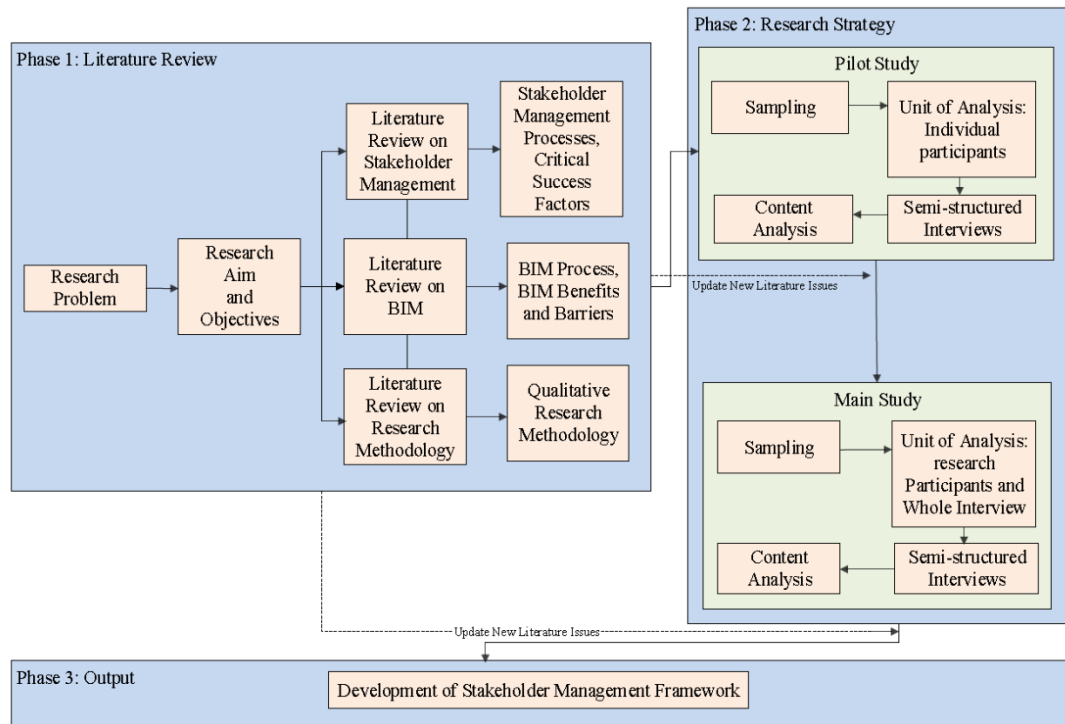 Phase 1: Literature Review
Research
Problem
Research
Aim
and
Objectives
Literature
Review on
Stakeholder
Management
Stakeholder
Management
Processes,
Critical
Success
Factors
Literature
Review on
BIM
BIM Process,
BIM Benefits
and Barriers
Literature
Review on
Research
Methodology
Qualitative
Research
Methodology
Phase 2: Research Strategy
Pilot Study
Sampling
Unit of Analysis:
Individual
participants
Content
Analysis
Semi-structured
Interviews
Update New Literature Issues
Main Study
Sampling
Unit of Analysis:
research
Participants and
Whole Interview
Content
Analysis
Semi-structured
Interviews
Update New Literature Issues
Phase 3: Output
Development of Stakeholder Management Framework